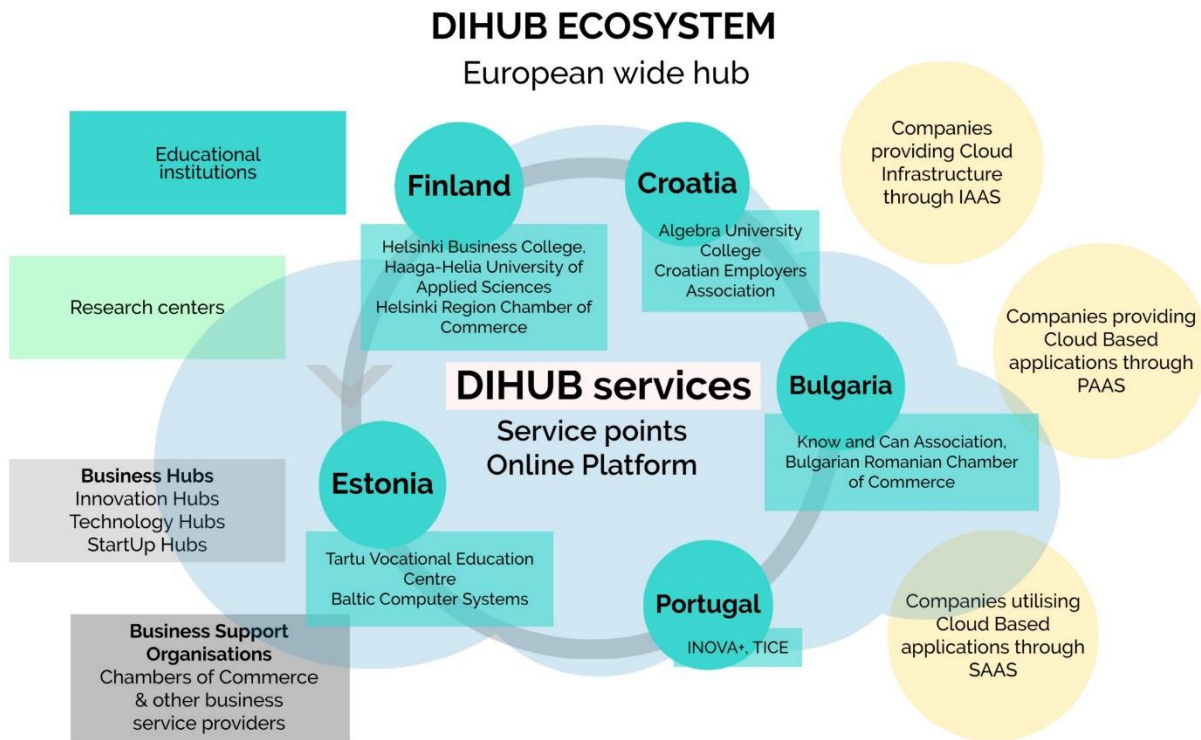 DIHUB ECOSYSTEM
European wide hub
Educational
institutions
Research centers
Business Hubs
Innovation Hubs
Technology Hubs
StartUp Hubs
Business Support
Organisations
Chambers of Commerce
& other business
service providers
Finland
Helsinki Business College,
Haaga-Helia University of
Applied Sciences
Helsinki Region Chamber of
Commerce
Croatia
Algebra University
College
Croatian Employers
Association
DIHUB services
Service points
Online Platform
Bulgaria
Know and Can Association,
Bulgarian Romanian Chamber
of Commerce
Estonia
Tartu Vocational Education
Centre
Baltic Computer Systems
Portugal
INOVA+, TICE
Companies
providing Cloud
Infrastructure
through IAAS
Companies providing
Cloud Based
applications through
PAAS
Companies utilising
Cloud Based
applications through
SAAS